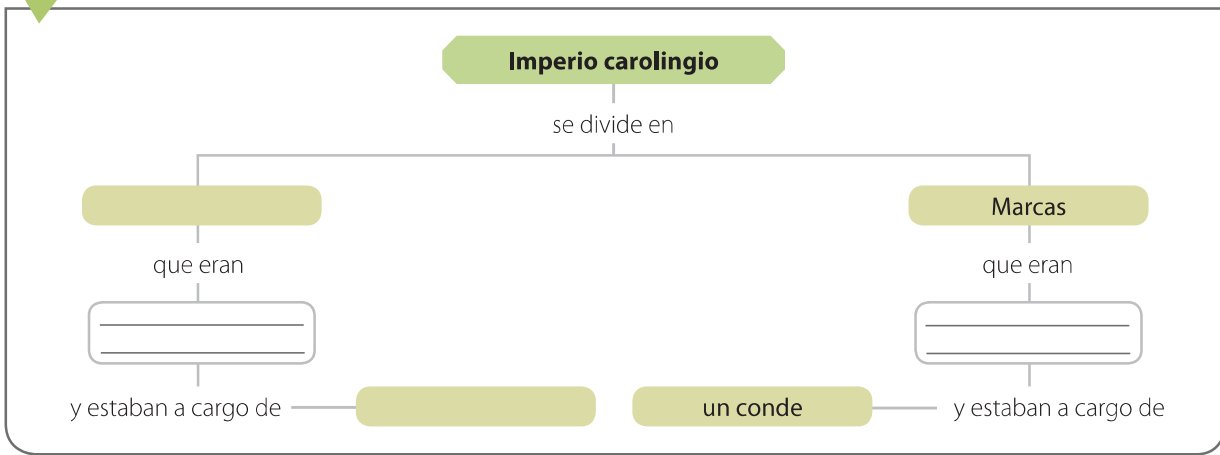 Imperio carolingio
se divide en
Marcas
que eran
que eran
y estaban a cargo de
un conde
y estaban a cargo de